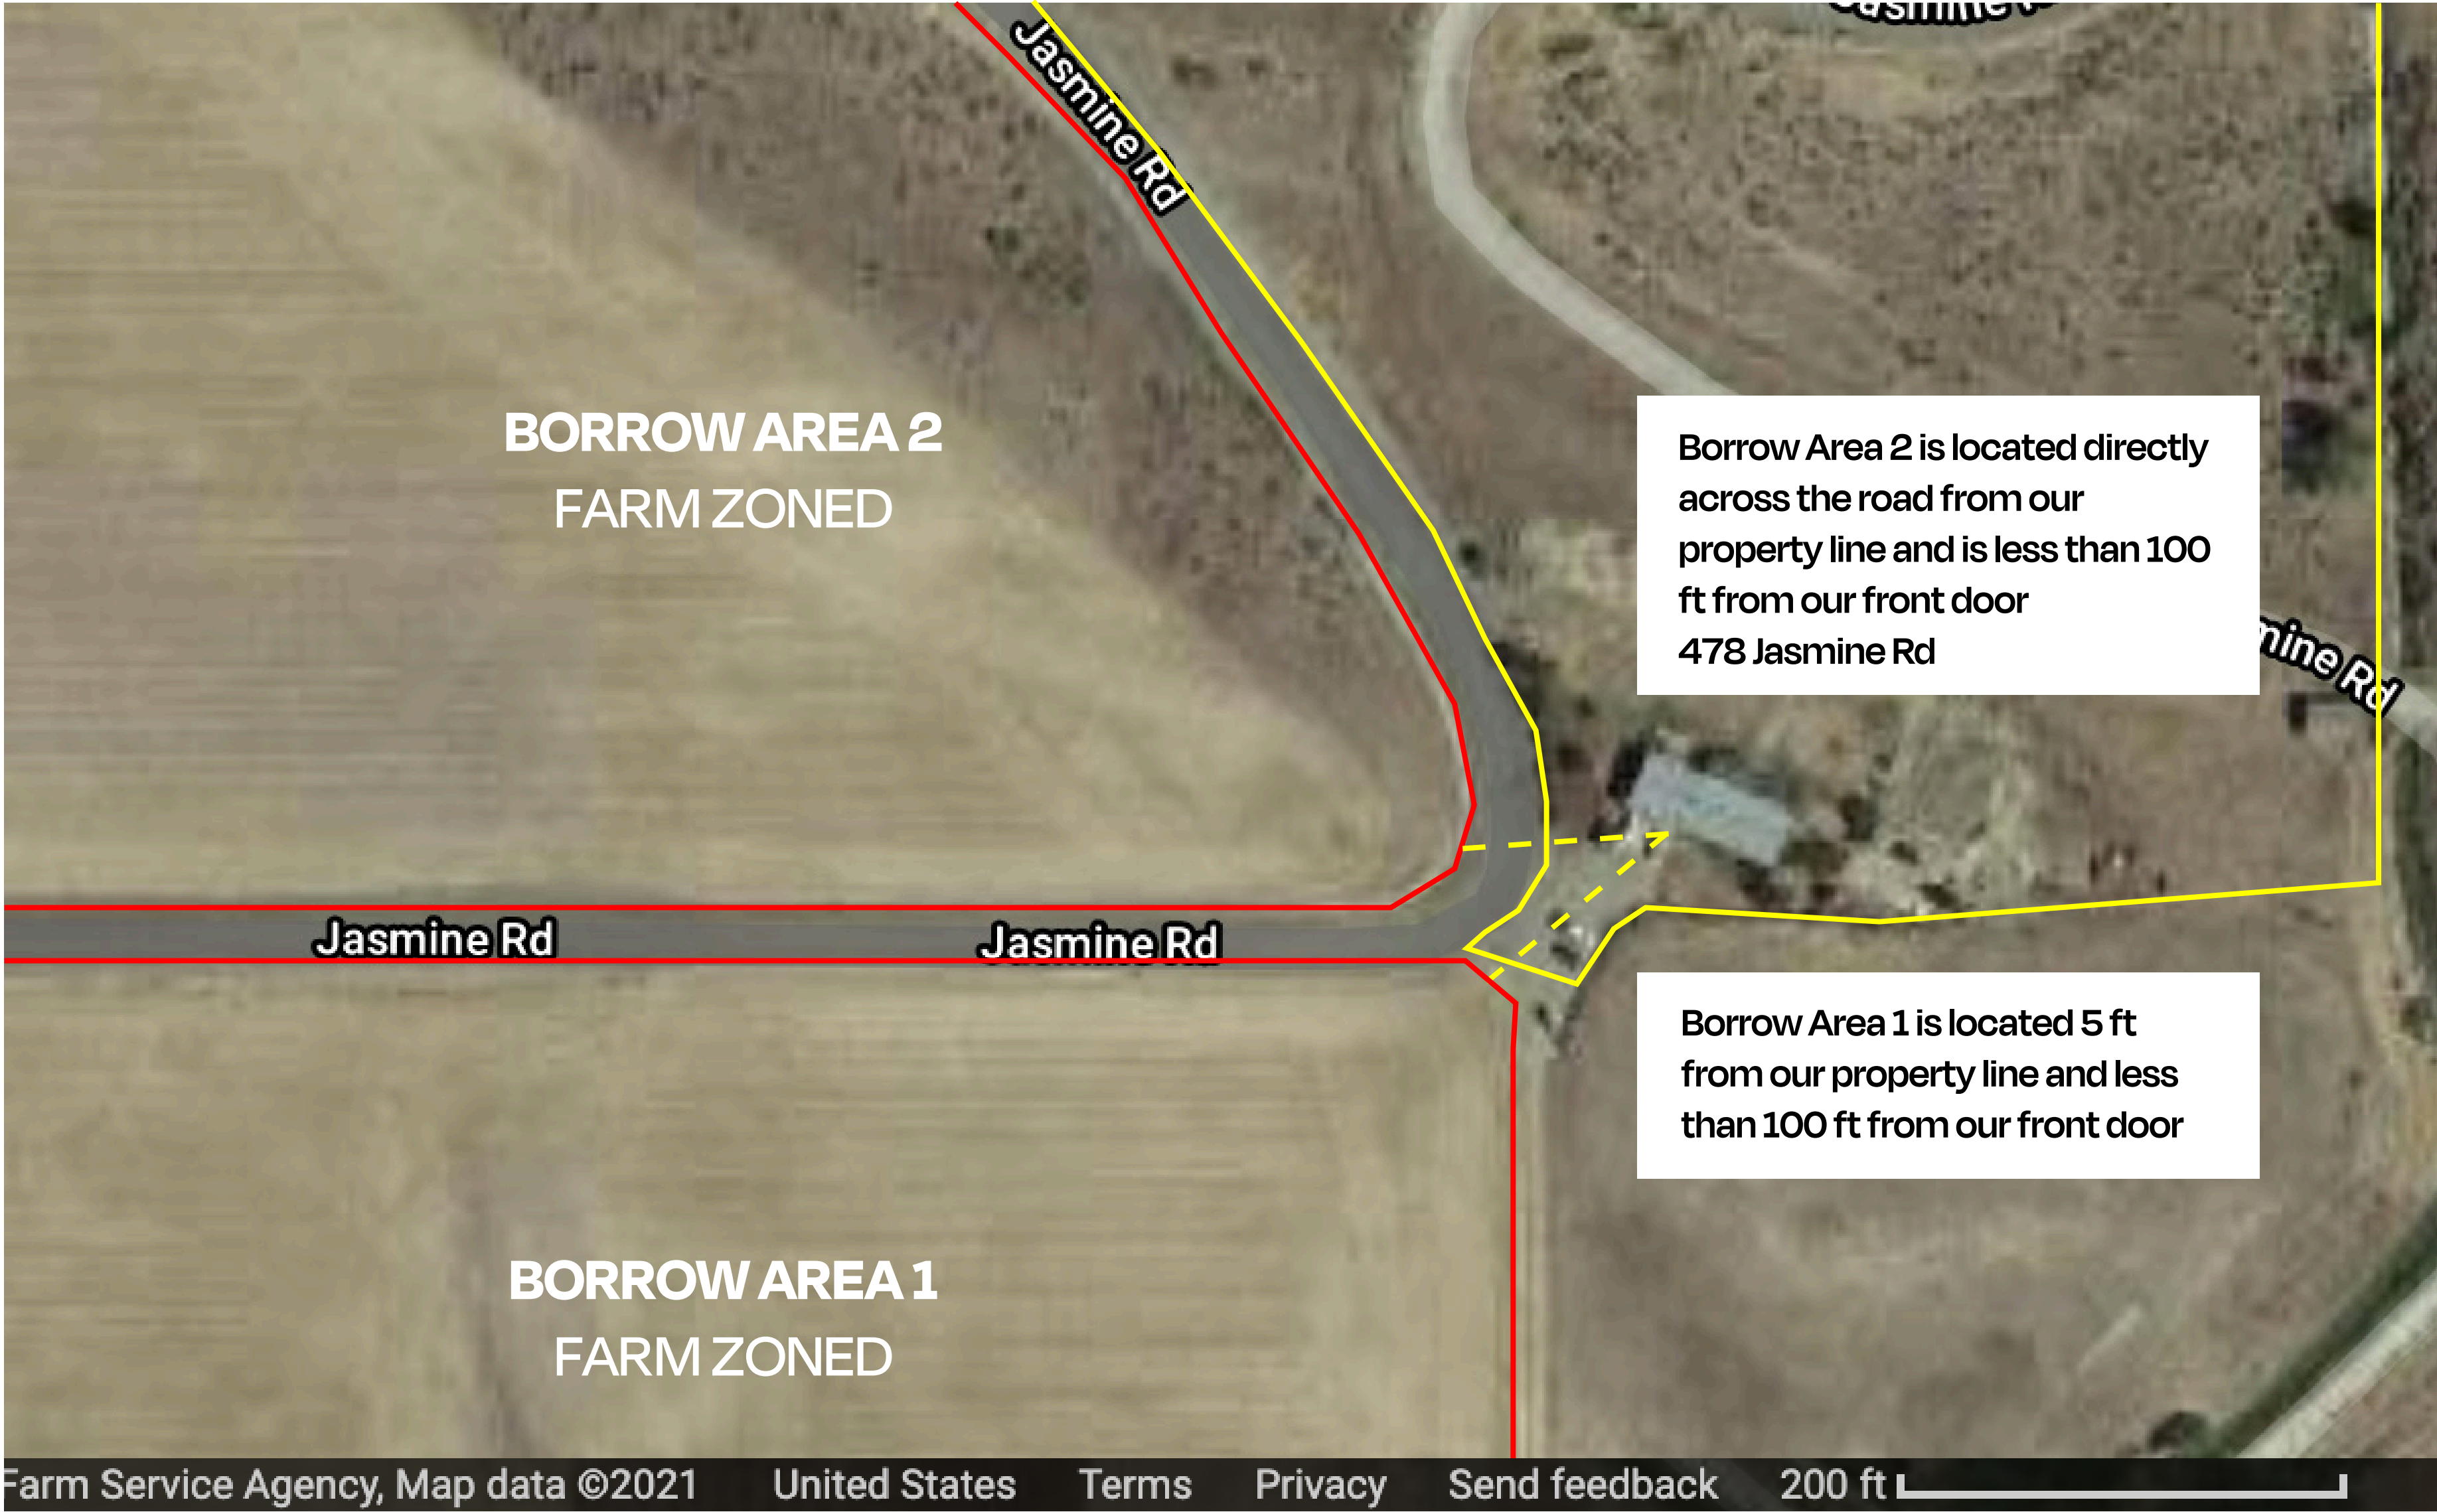 Jasmine Rd
BORROW AREA 2
FARM ZONED
Borrow Area 2 is located directly
across the road from our
property line and is less than 100
ft from our front door
478 Jasmine Rd
mine Rd
Jasmine Rd
Jasmine Rd
Borrow Area 1 is located 5 ft
from our property line and less
than 100 ft from our front door
BORROW AREA 1
FARM ZONED
Farm Service Agency, Map data ©2021 United States Terms Privacy Send feedback 200 ft